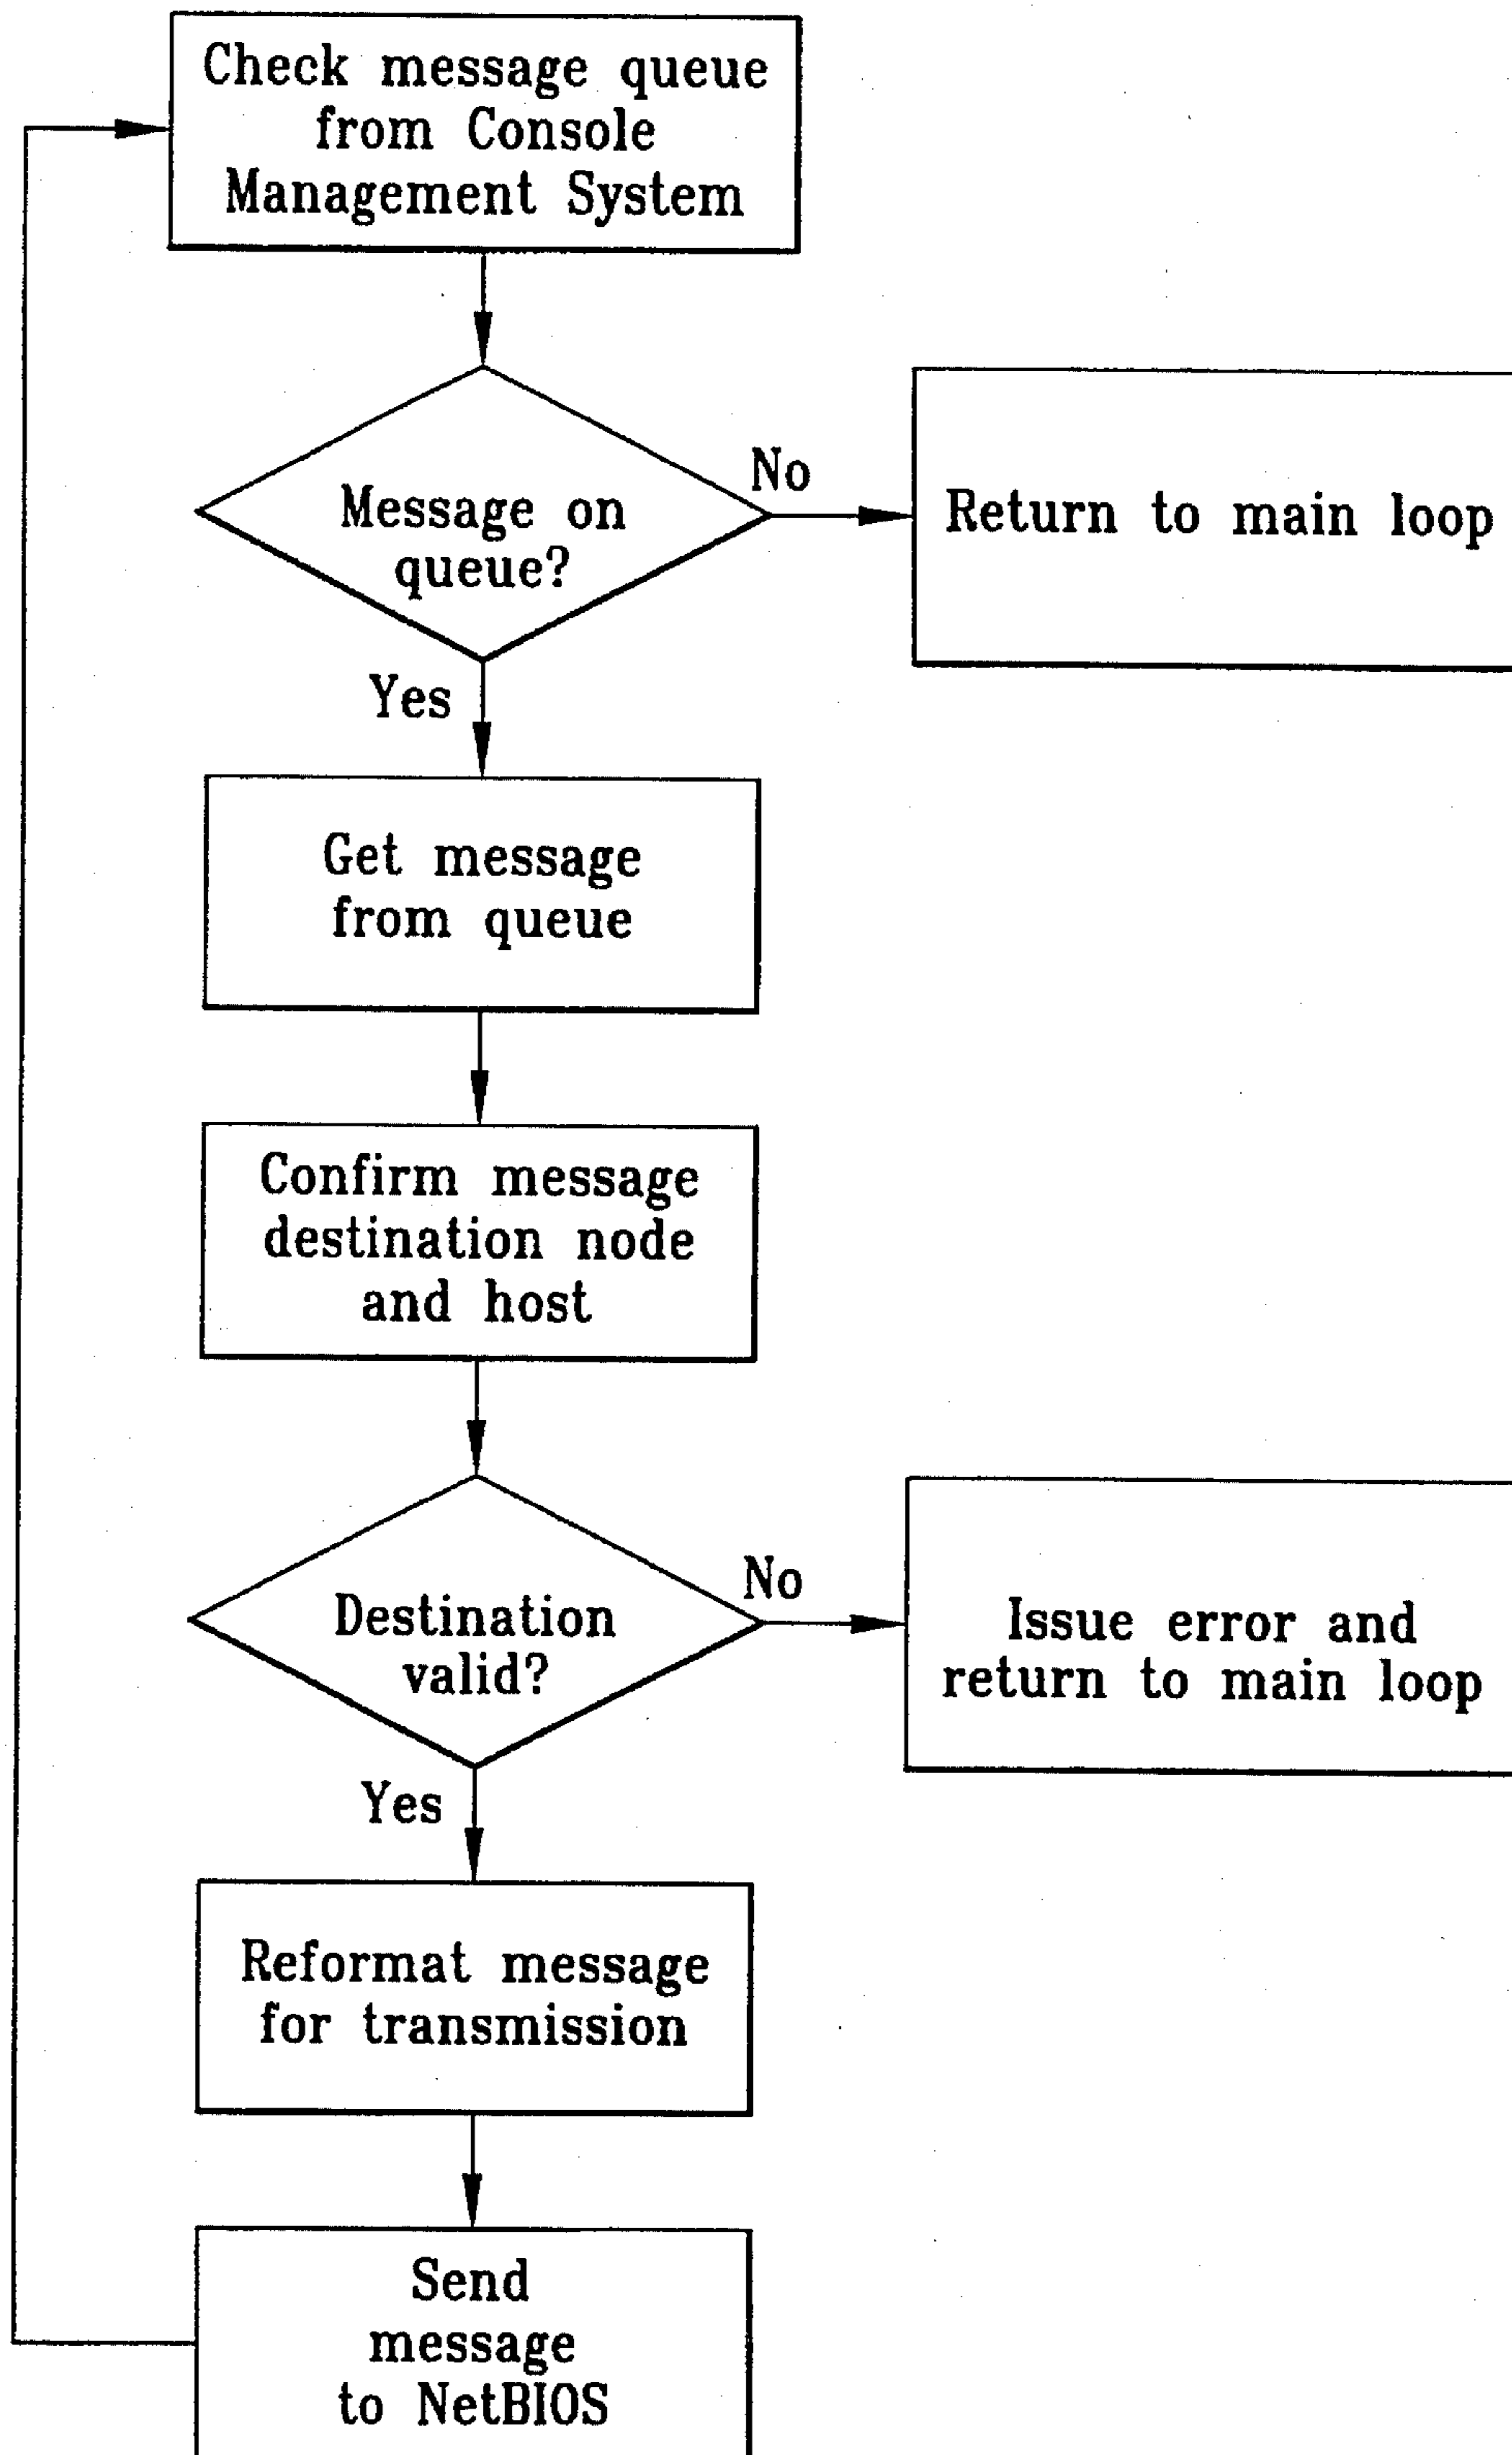 Check message queue
from Console
Management System
Message on
queue?
No
Return to main loop
Yes
Get message
from queue
Confirm message
destination node
and host
Destination
valid?
No
Issue error and
return to main loop
Yes
Reformat message
for transmission
Send
message
to NetBIOS